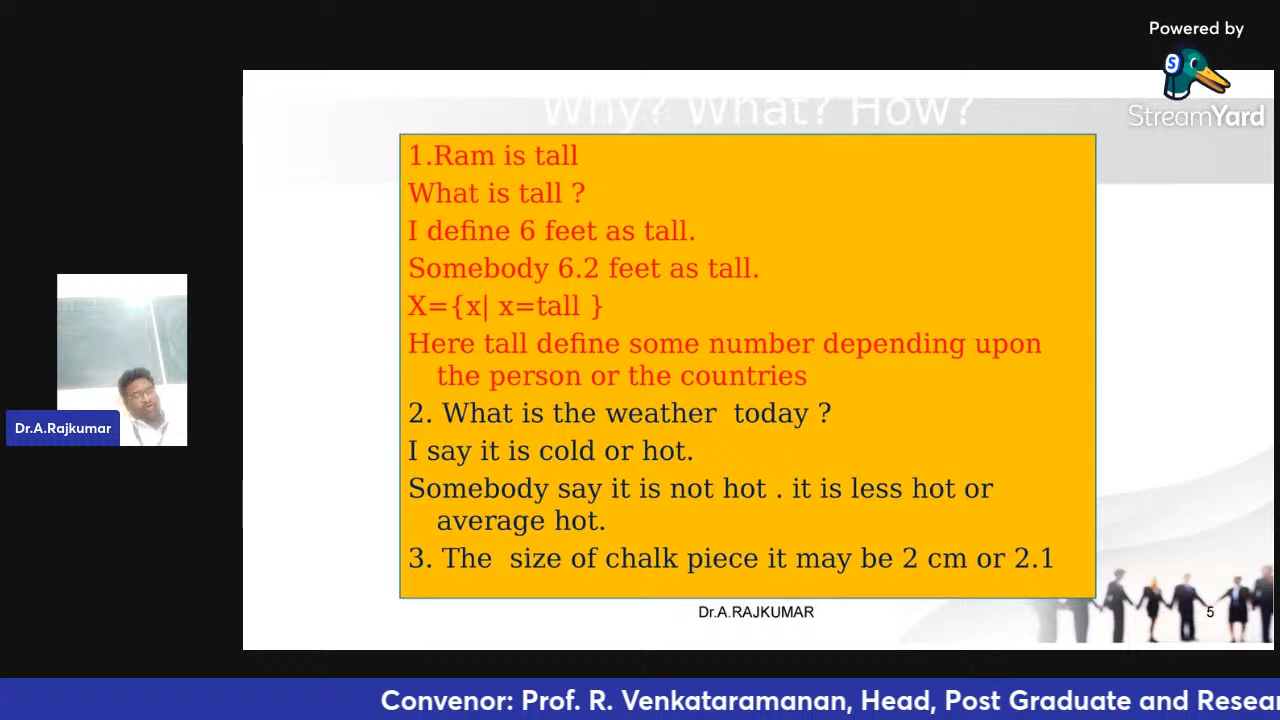 Powered by
StreamYard
Why? What? How?
1.Ram is tall
What is tall ?
I define 6 feet as tall.
Somebody 6.2 feet as tall.
X={x| x=tall }
Here tall define some number depending upon
the person or the countries
2. What is the weather  today ?
I say it is cold or hot.
Somebody say it is not hot . it is less hot or
average hot.
3. The  size of chalk piece it may be 2 cm or 2.1
Dr.A.Rajkumar
Dr.A.RAJKUMAR
5
Convenor: Prof. R. Venkataramanan, Head, Post Graduate and Resea